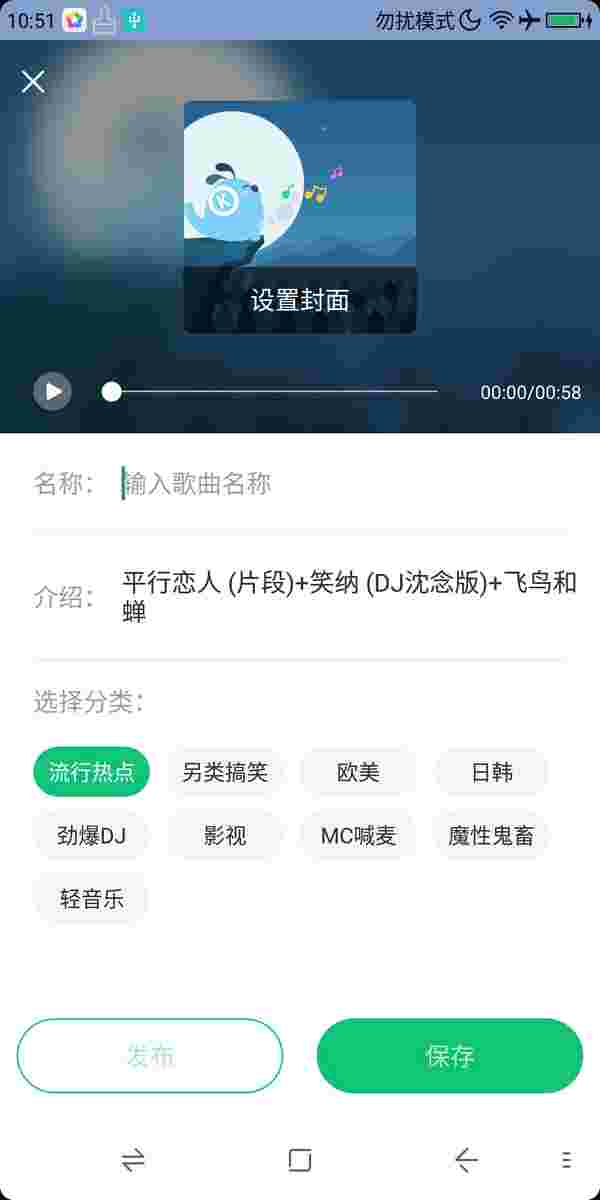 10:51
勿扰模式
K
设置封面
00:00/00:58
名称：
输入歌曲名称
介绍：
平行恋人 (片段)+笑纳 (DJ沈念版)+飞鸟和
蝉
选择分类：
流行热点 另类搞笑 欧美 日韩
劲爆DJ 影视 MC喊麦 魔性鬼畜
轻音乐
发布 保存